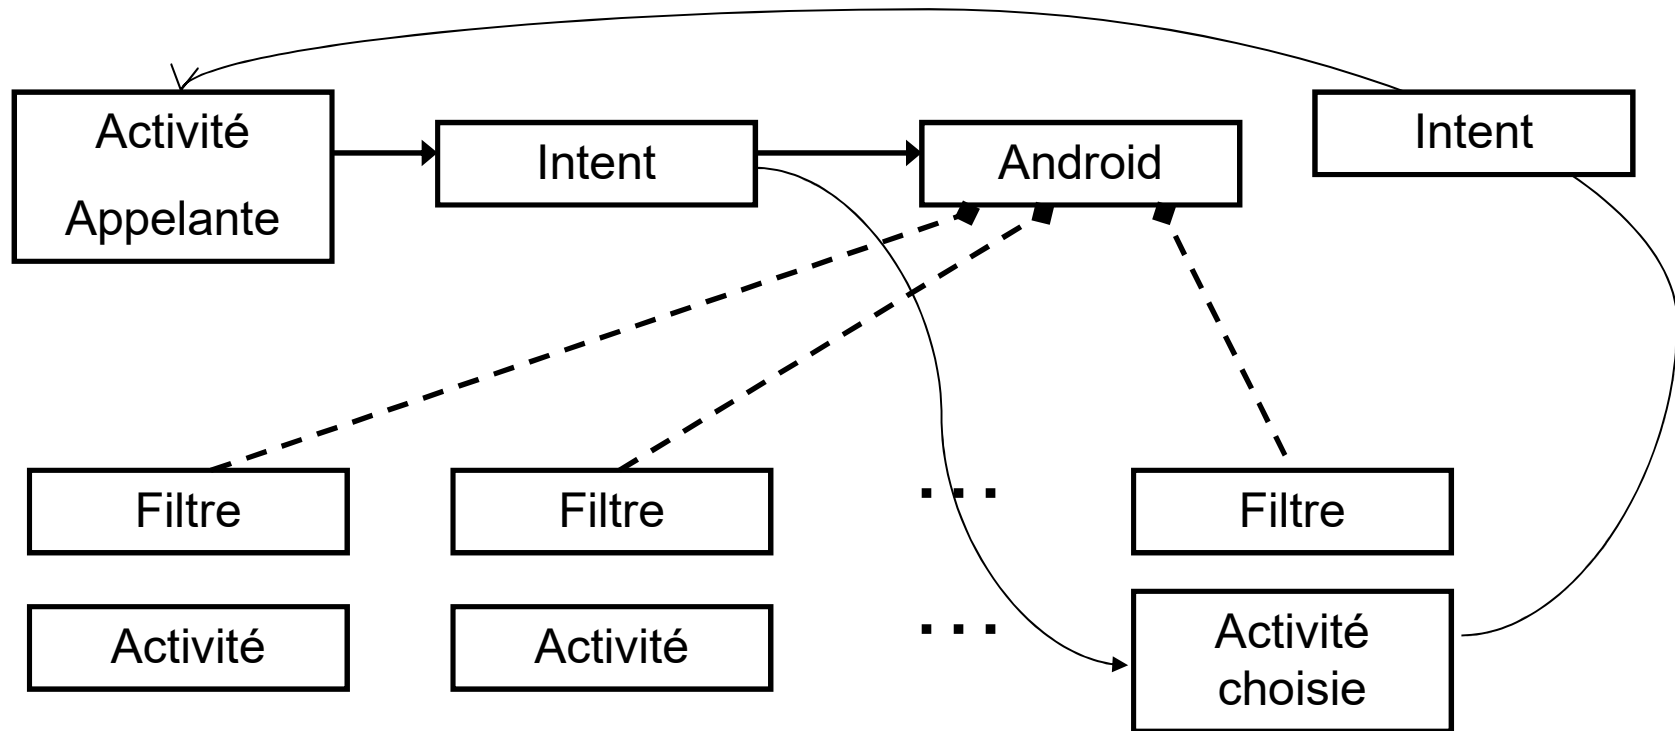 Activité
Appelante
Intent
Android
Intent
Filtre
Filtre
...
Filtre
Activité
Activité
...
Activité
choisie